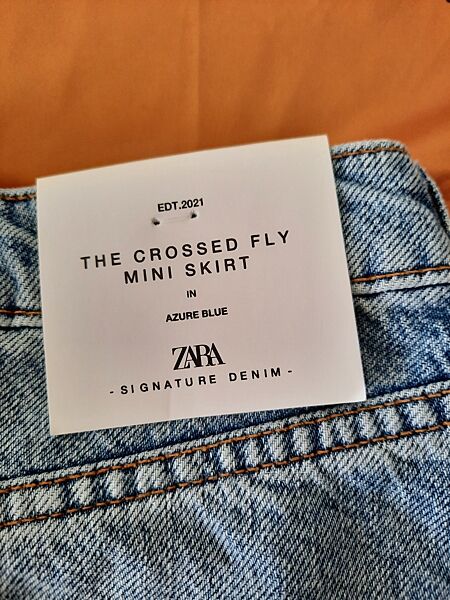 EDT.2021
THE CROSSED FLY
MINI SKIRT
IN
AZURE BLUE
ZARA
- SIGNATURE DENIM -